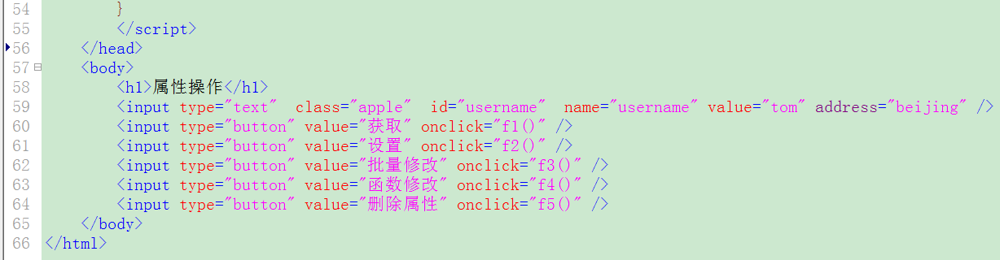 54         }
55         </script>
56     </head>
57     <body>
58         <h1>属性操作</h1>
59         <input type="text"  class="apple"  id="username"  name="username" value="tom" address="beijing" />
60         <input type="button" value="获取" onclick="f1()" />
61         <input type="button" value="设置" onclick="f2()" />
62         <input type="button" value="批量修改" onclick="f3()" />
63         <input type="button" value="函数修改" onclick="f4()" />
64         <input type="button" value="删除属性" onclick="f5()" />
65     </body>
66 </html>